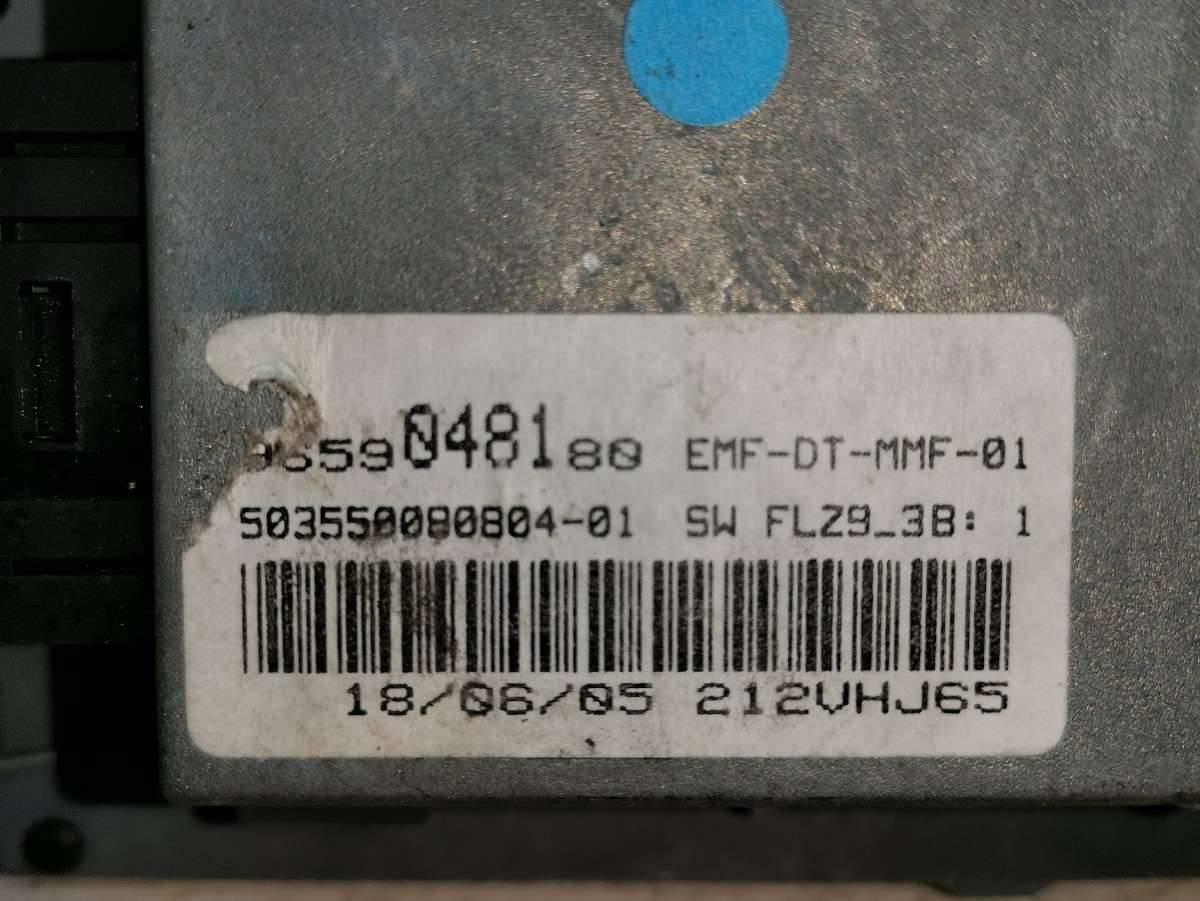 9659048180 EMF-DT-MMF-01
503550080804-01 SW FLZ9_3B: 1
18/06/05 212VHJ65